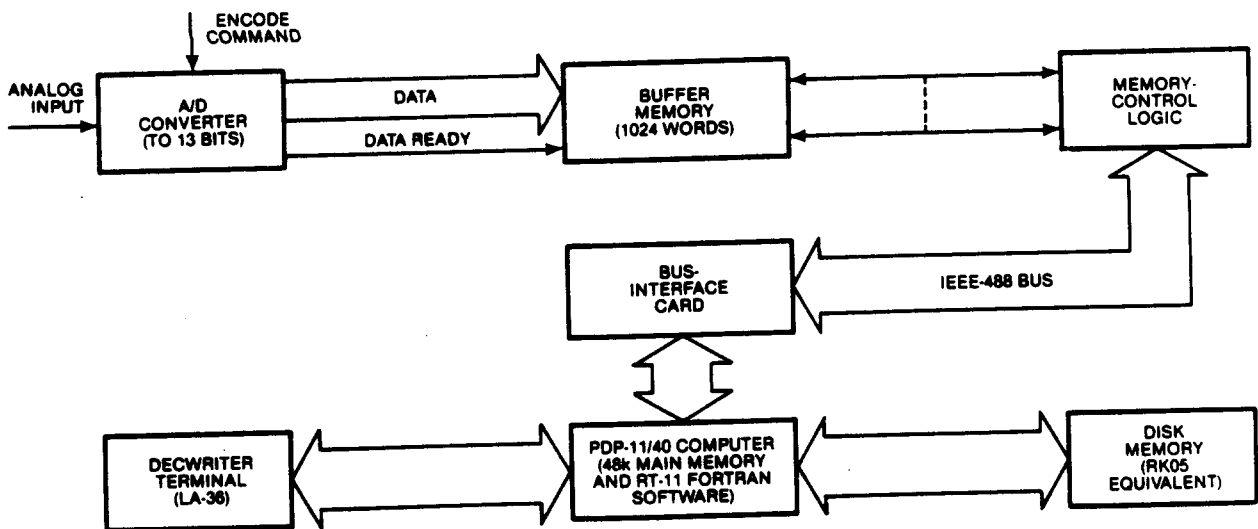 ENCODE
COMMAND
ANALOG
INPUT
A/D
CONVERTER
(TO 13 BITS)
DATA
DATA READY
BUFFER
MEMORY
(1024 WORDS)
MEMORY-
CONTROL
LOGIC
BUS-
INTERFACE
CARD
IEEE-488 BUS
DECWRITER
TERMINAL
(LA-36)
PDP-11/40 COMPUTER
(48k MAIN MEMORY
AND RT-11 FORTRAN
SOFTWARE)
DISK
MEMORY
(RK05
EQUIVALENT)